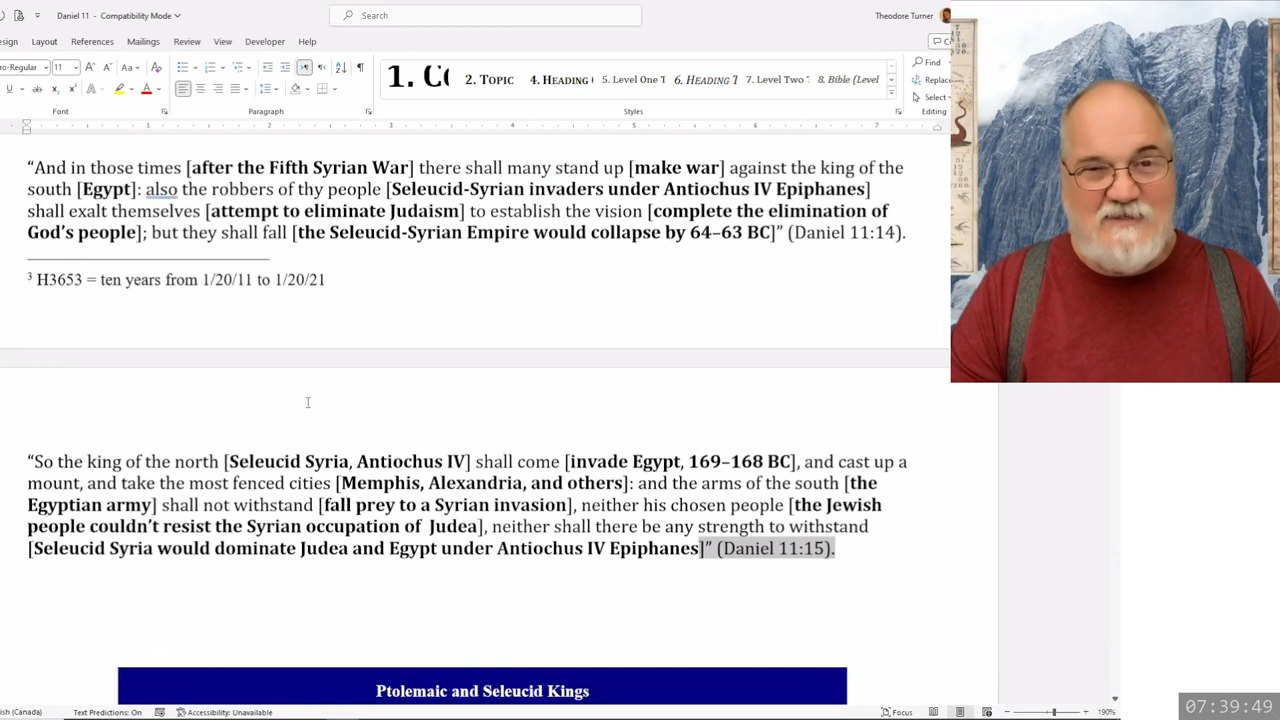 Daniel 11 - Compatibility Mode
Search
Theodore Turner
Layout References Mailings Review View Developer Help
11
Aa
Find
Select
1. Co 2. TOPIC 4. HEADING 5. Level One T 6. HEADING T 7. Level Two 8. Bible (Level
Font Paragraph Styles Editing
1 2 3 4 5 6 7
“And in those times [after the Fifth Syrian War] there shall many stand up [make war] against the king of the
south [Egypt]: also the robbers of thy people [Seleucid-Syrian invaders under Antiochus IV Epiphanes]
shall exalt themselves [attempt to eliminate Judaism] to establish the vision [complete the elimination of
God’s people]; but they shall fall [the Seleucid-Syrian Empire would collapse by 64–63 BC]” (Daniel 11:14).
3 H3653 = ten years from 1/20/11 to 1/20/21
“So the king of the north [Seleucid Syria, Antiochus IV] shall come [invade Egypt, 169–168 BC], and cast up a
mount, and take the most fenced cities [Memphis, Alexandria, and others]: and the arms of the south [the
Egyptian army] shall not withstand [fall prey to a Syrian invasion], neither his chosen people [the Jewish
people couldn’t resist the Syrian occupation of Judea], neither shall there be any strength to withstand
[Seleucid Syria would dominate Judea and Egypt under Antiochus IV Epiphanes]” (Daniel 11:15).
Ptolemaic and Seleucid Kings
Text Predictions: On Accessibility: Unavailable Focus 190%
07:39:49